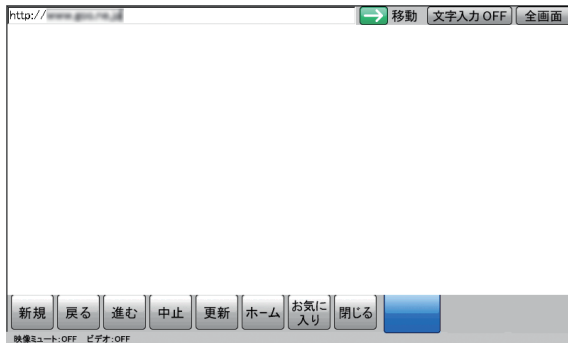 http://
移動 文字入力 OFF 全画面
新規 戻る 進む 中止 更新 ホーム お気に入り 閉じる
映像ミュート:OFF ビデオ:OFF